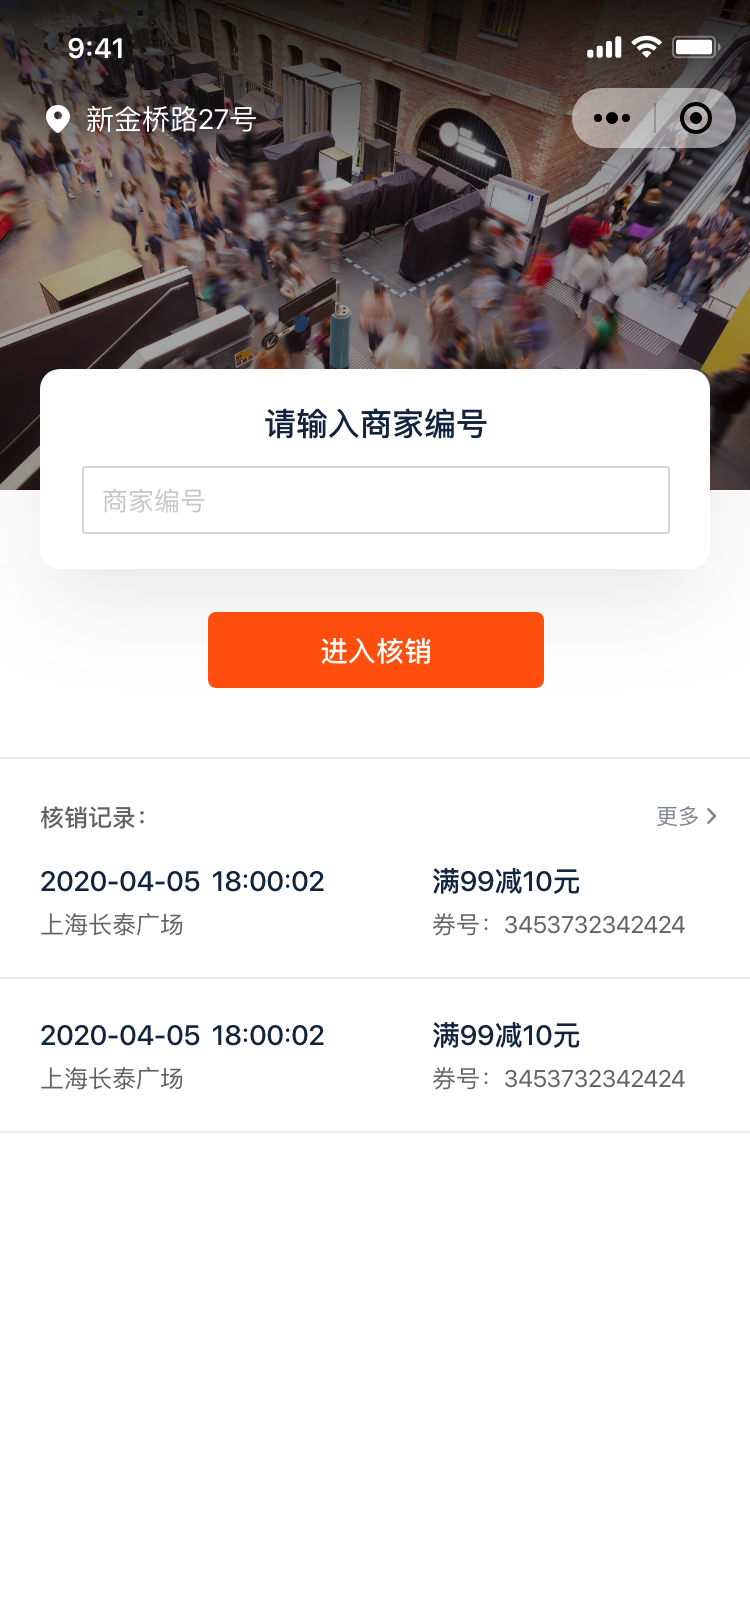 9:41
新金桥路27号
请输入商家编号
商家编号
进入核销
核销记录：
更多
2020-04-05 18:00:02
满99减10元
上海长泰广场
券号：3453732342424
2020-04-05 18:00:02
满99减10元
上海长泰广场
券号：3453732342424